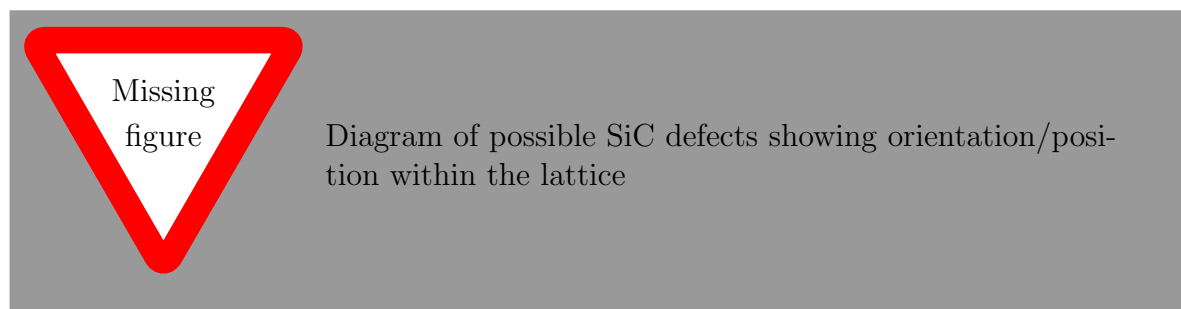 Missing
figure
Diagram of possible SiC defects showing orientation/posi-
tion within the lattice